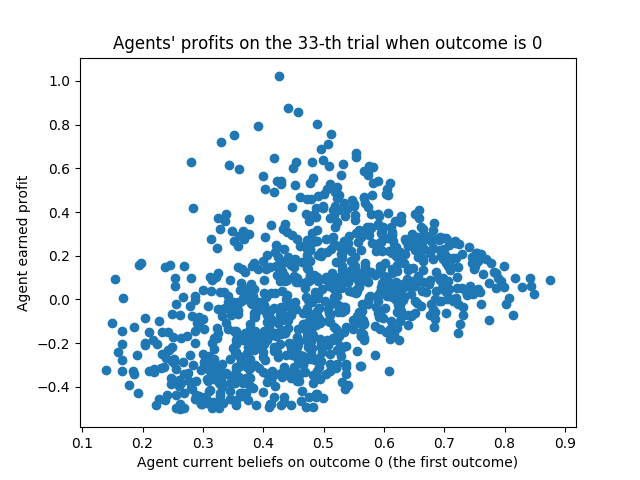 Agents' profits on the 33-th trial when outcome is 0
1.0
0.8
0.6
0.4
0.2
0.0
−0.2
−0.4
Agent earned profit
0.1 0.2 0.3 0.4 0.5 0.6 0.7 0.8 0.9
Agent current beliefs on outcome 0 (the first outcome)